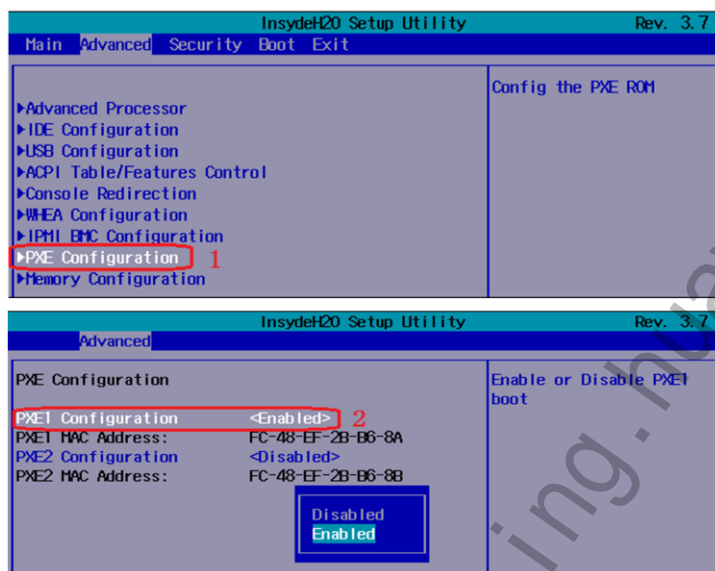 InsydeH2O Setup Utility Rev. 3.7
Main Advanced Security Boot Exit
Config the PXE ROM
▶Advanced Processor
▶IDE Configuration
▶USB Configuration
▶ACPI Table/Features Control
▶Console Redirection
▶WHEA Configuration
▶IPMI BMC Configuration
▶PXE Configuration 1
▶Memory Configuration
InsydeH2O Setup Utility Rev. 3.7
Advanced
PXE Configuration
Enable or Disable PXE1
boot
PXE1 Configuration <Enabled> 2
PXE1 MAC Address: FC-48-EF-2B-B6-8A
PXE2 Configuration <Disabled>
PXE2 MAC Address: FC-48-EF-2B-B6-8B
Disabled
Enabled
ing.